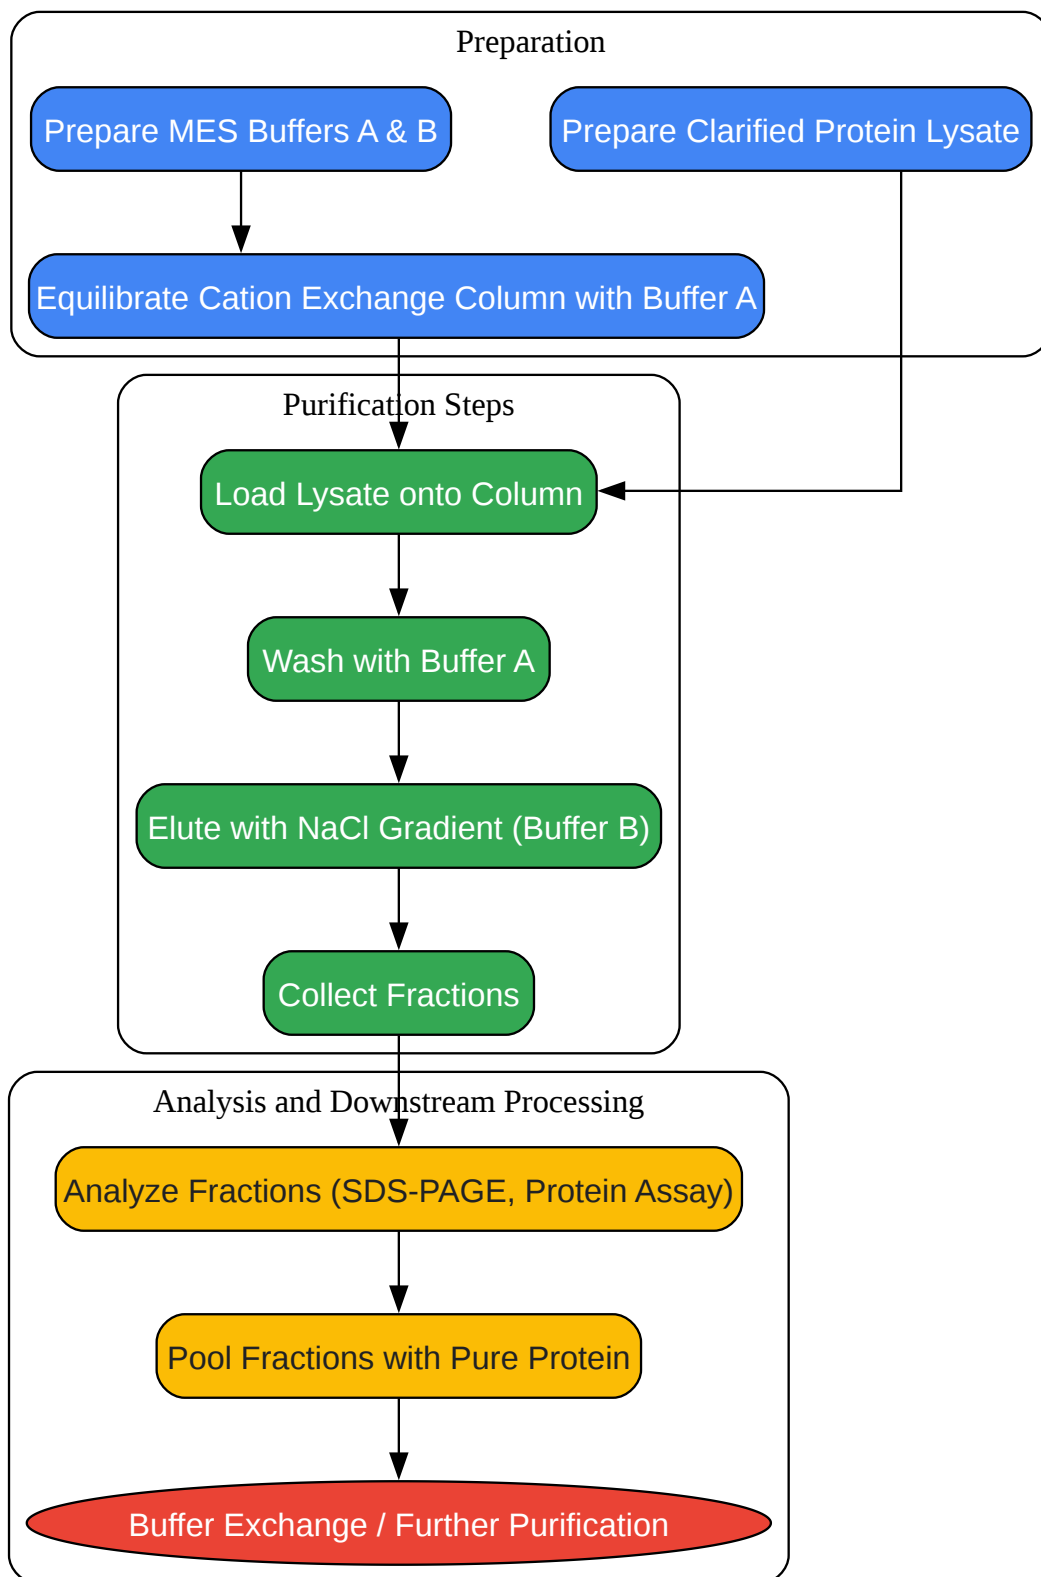 Preparation
Prepare MES Buffers A & B
Prepare Clarified Protein Lysate
Equilibrate Cation Exchange Column with Buffer A
Purification Steps
Load Lysate onto Column
Wash with Buffer A
Elute with NaCl Gradient (Buffer B)
Collect Fractions
Analysis and Downstream Processing
Analyze Fractions (SDS-PAGE, Protein Assay)
Pool Fractions with Pure Protein
Buffer Exchange / Further Purification